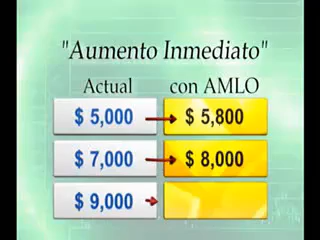 "Aumento Inmediato"
Actual con AMLO
$ 5,000 $ 5,800
$ 7,000 $ 8,000
$ 9,000